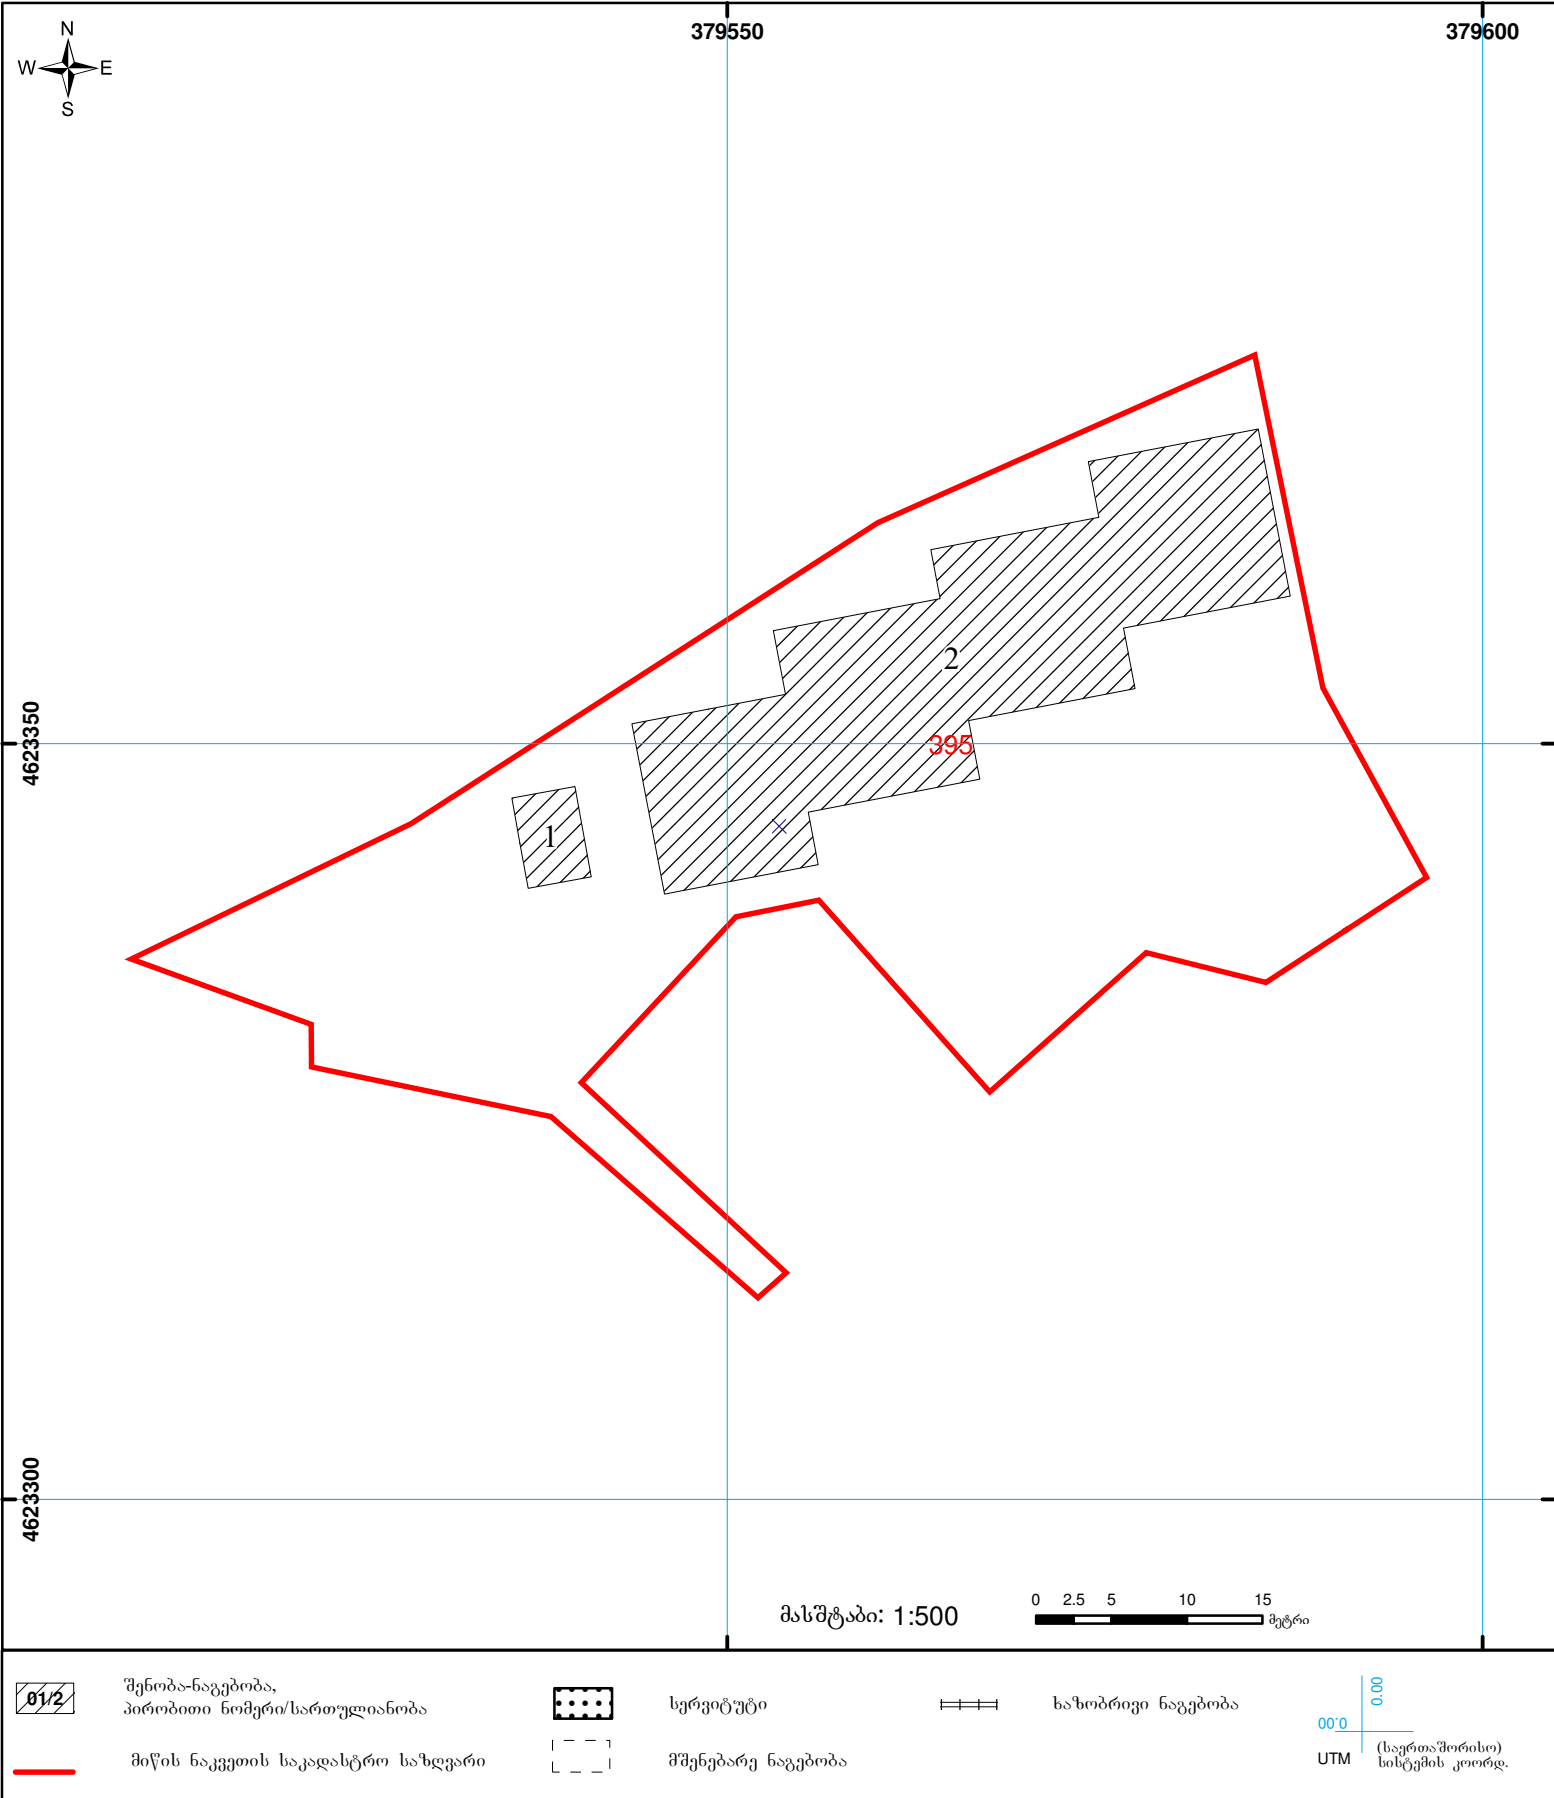 379550
379600
N
W E
S
2
4623350
395
1
4623300
მასშტაბი: 1:500
0 2.5 5 10 15
მეტრი
01/2
შენობა-ნაგებობა,
პირობითი ნომერი/სართულიანობა
სერვიტუტი
ხაზობრივი ნაგებობა
0.00
0.00
მიწის ნაკვეთის საკადასტრო საზღვარი
მშენებარე ნაგებობა
UTM
(საერთაშორისო)
სისტემის კოორდ.